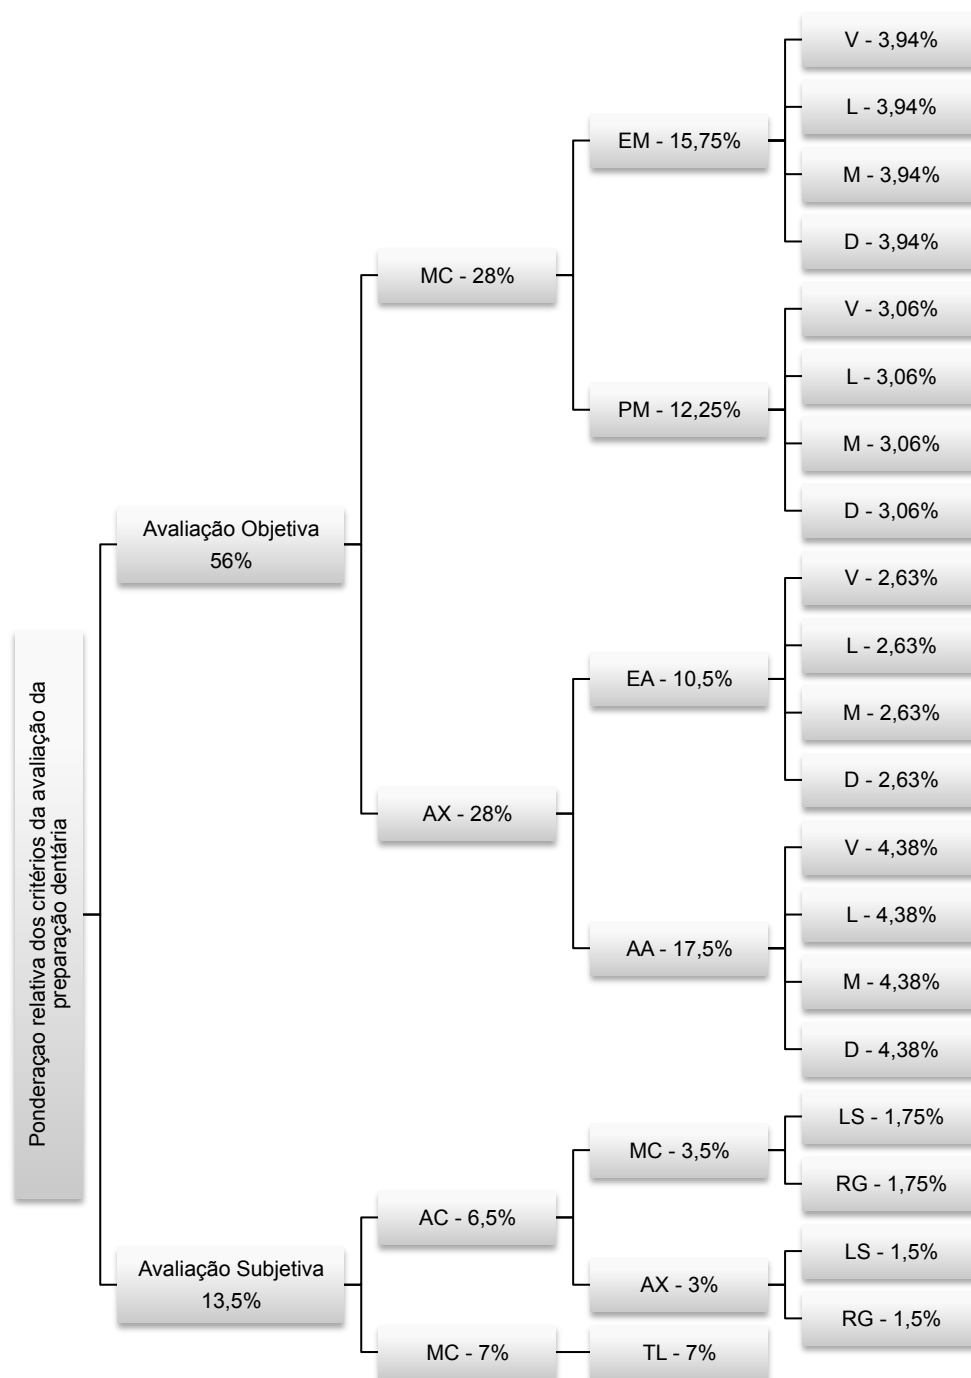 Ponderaçao relativa dos critérios da avaliação da
preparação dentária
Avaliação Objetiva
56%
MC - 28%
EM - 15,75%
V - 3,94%
L - 3,94%
M - 3,94%
D - 3,94%
PM - 12,25%
V - 3,06%
L - 3,06%
M - 3,06%
D - 3,06%
AX - 28%
EA - 10,5%
V - 2,63%
L - 2,63%
M - 2,63%
D - 2,63%
AA - 17,5%
V - 4,38%
L - 4,38%
M - 4,38%
D - 4,38%
Avaliação Subjetiva
13,5%
AC - 6,5%
MC - 3,5%
LS - 1,75%
RG - 1,75%
AX - 3%
LS - 1,5%
RG - 1,5%
MC - 7%
TL - 7%